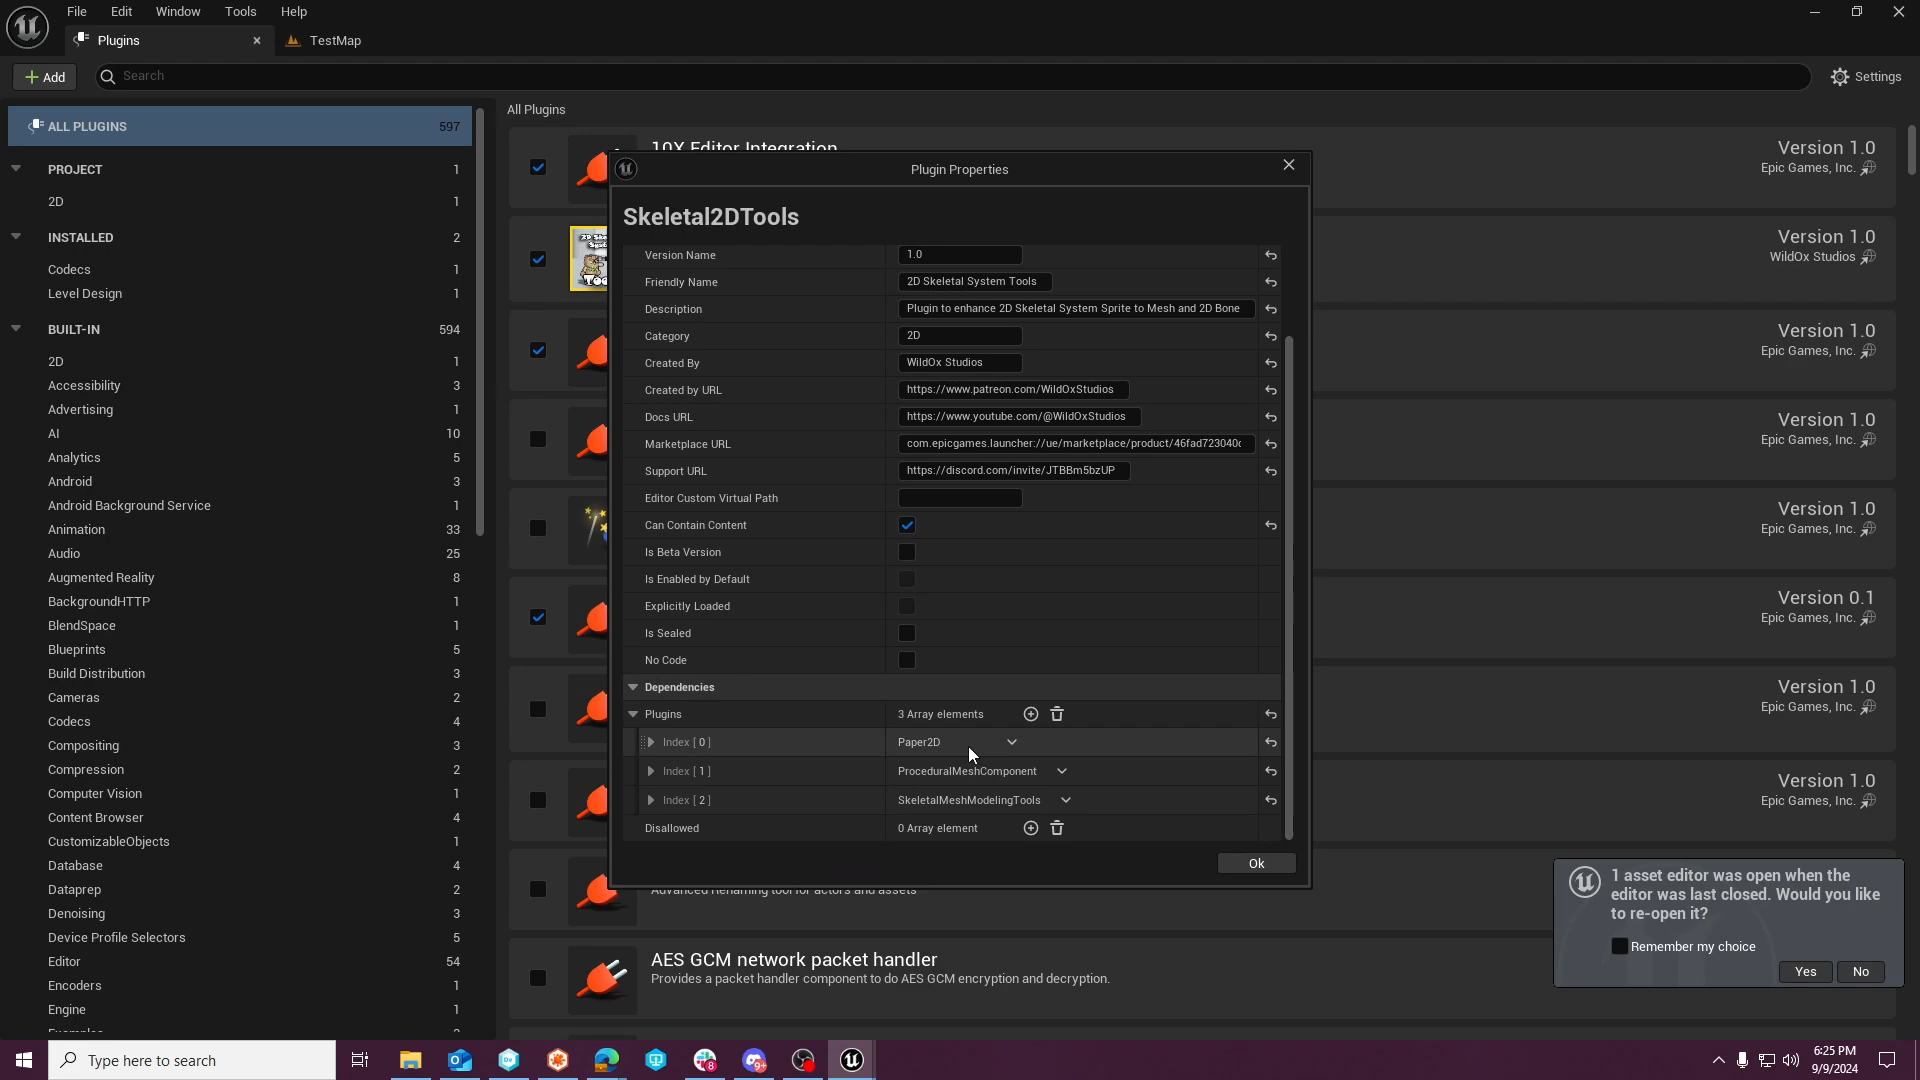 File Edit Window Tools Help
Plugins TestMap
Add Search Settings
ALL PLUGINS 597
PROJECT 1
2D 1
INSTALLED 2
Codecs 1
Level Design 1
BUILT-IN 594
2D 1
Accessibility 3
Advertising 1
AI 10
Analytics 5
Android 3
Android Background Service 1
Animation 33
Audio 25
Augmented Reality 8
BackgroundHTTP 1
BlendSpace 1
Blueprints 5
Build Distribution 3
Cameras 2
Codecs 4
Compositing 3
Compression 2
Computer Vision 1
Content Browser 4
CustomizableObjects 1
Database 4
Dataprep 2
Denoising 3
Device Profile Selectors 5
Editor 54
Encoders 1
Engine 1
All Plugins
10X Editor Integration
Version 1.0
Epic Games, Inc.
Version 1.0
WildOx Studios
Version 1.0
Epic Games, Inc.
Version 1.0
Epic Games, Inc.
Version 1.0
Epic Games, Inc.
Version 0.1
Epic Games, Inc.
Version 1.0
Epic Games, Inc.
Version 1.0
Epic Games, Inc.
Plugin Properties
Skeletal2DTools
Version Name 1.0
Friendly Name 2D Skeletal System Tools
Description Plugin to enhance 2D Skeletal System Sprite to Mesh and 2D Bone
Category 2D
Created By WildOx Studios
Created by URL https://www.patreon.com/WildOxStudios
Docs URL https://www.youtube.com/@WildOxStudios
Marketplace URL com.epicgames.launcher://ue/marketplace/product/46fad723040c
Support URL https://discord.com/invite/JTBBm5bzUP
Editor Custom Virtual Path
Can Contain Content
Is Beta Version
Is Enabled by Default
Explicitly Loaded
Is Sealed
No Code
Dependencies
Plugins 3 Array elements
Index [ 0 ] Paper2D
Index [ 1 ] ProceduralMeshComponent
Index [ 2 ] SkeletalMeshModelingTools
Disallowed 0 Array element
Ok
Advanced Renaming tool for actors and assets
AES GCM network packet handler
Provides a packet handler component to do AES GCM encryption and decryption.
1 asset editor was open when the
editor was last closed. Would you like
to re-open it?
Remember my choice
Yes No
Type here to search
8
9+
6:25 PM
9/9/2024